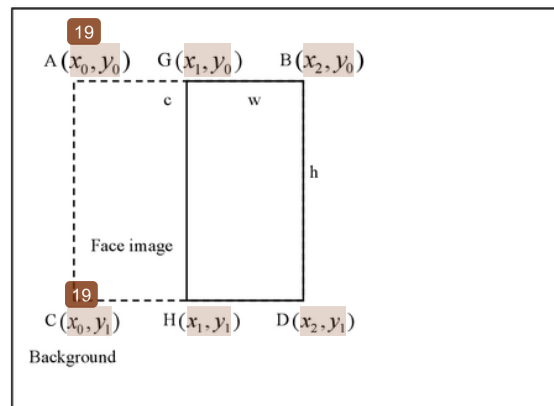 19
A (x₀, y₀) G (x₁, y₀) B (x₂, y₀)
c w
h
Face image
19
C (x₀, y₁) H (x₁, y₁) D (x₂, y₁)
Background